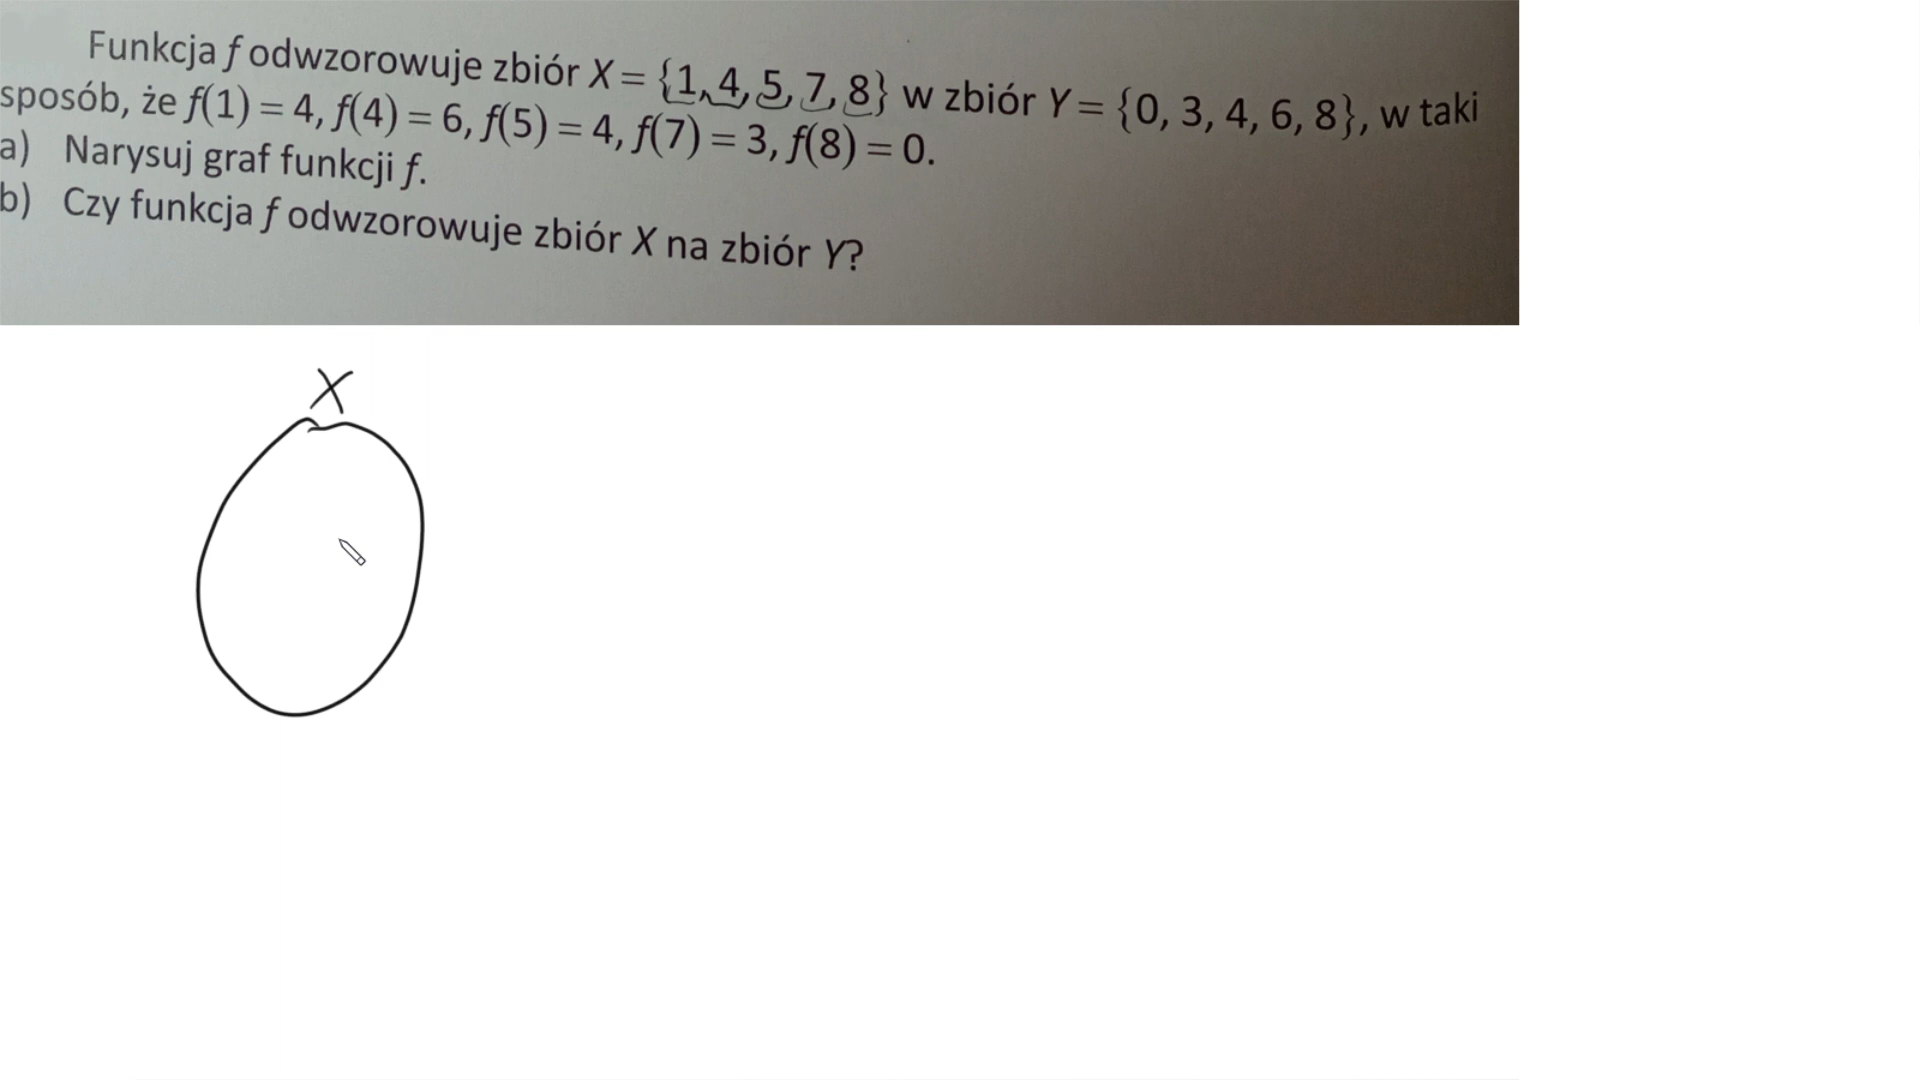 Funkcja f odwzorowuje zbiór X = {1, 4, 5, 7, 8} w zbiór Y = {0, 3, 4, 6, 8}, w taki
sposób, że f(1) = 4, f(4) = 6, f(5) = 4, f(7) = 3, f(8) = 0.
a) Narysuj graf funkcji f.
b) Czy funkcja f odwzorowuje zbiór X na zbiór Y?
X